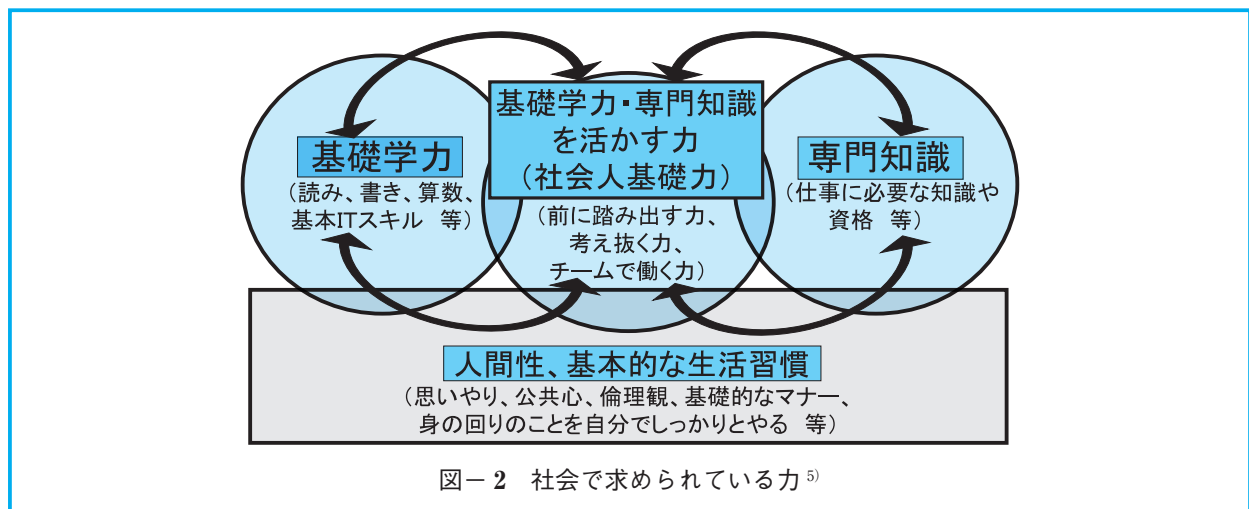 基礎学力・専門知識
を活かす力
（社会人基礎力）
（前に踏み出す力、
考え抜く力、
チームで働く力）
基礎学力
（読み、書き、算数、
基本ITスキル　等）
専門知識
（仕事に必要な知識や
資格　等）
人間性、基本的な生活習慣
（思いやり、公共心、倫理観、基礎的なマナー、
身の回りのことを自分でしっかりとやる　等）
図－2　社会で求められている力 5)